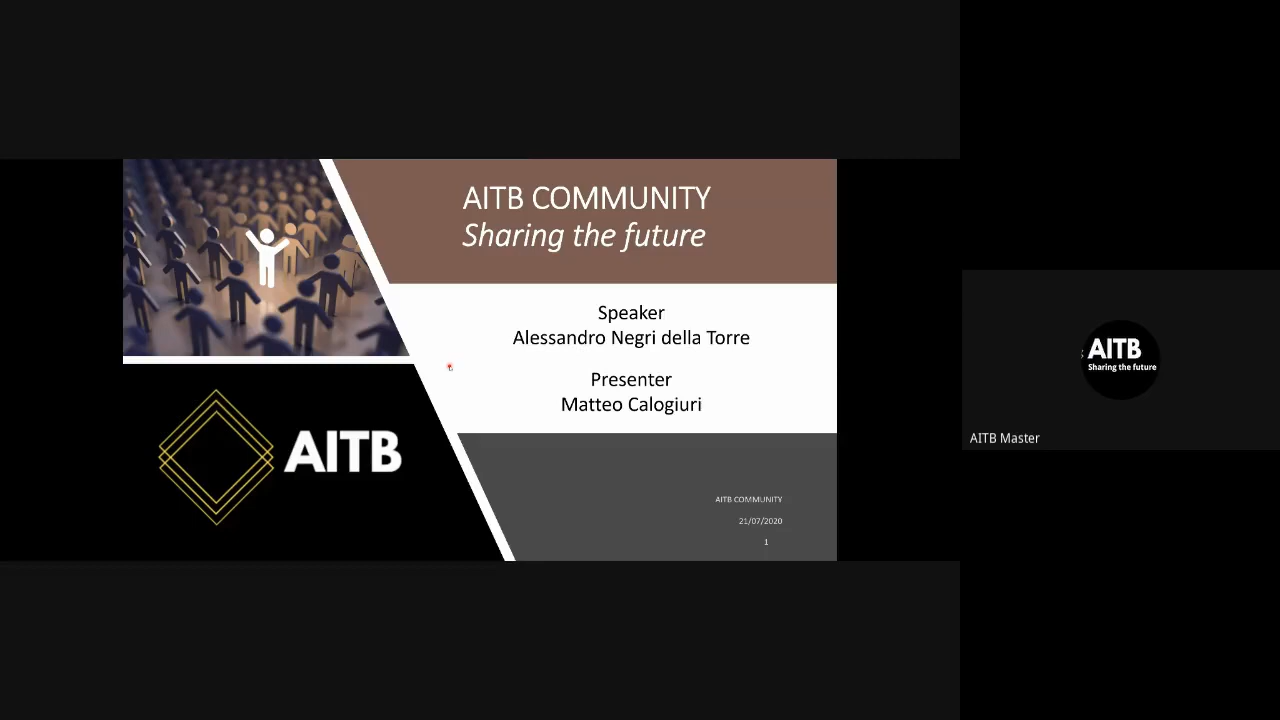 AITB COMMUNITY
Sharing the future
Speaker
Alessandro Negri della Torre
Presenter
Matteo Calogiuri
AITB
AITB COMMUNITY
21/07/2020
1
AITB
Sharing the future
AITB Master